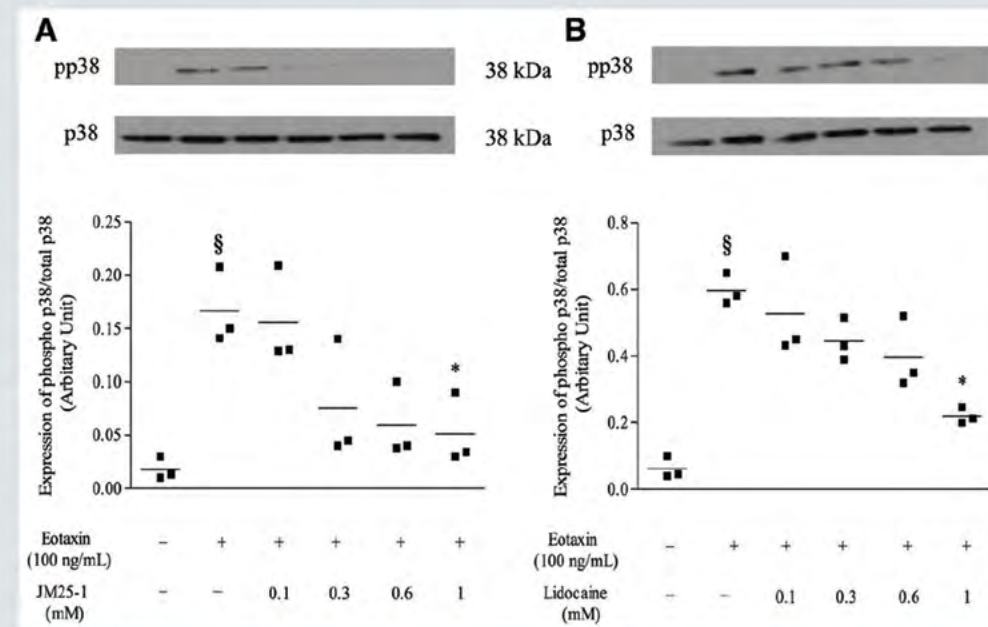 A
B
pp38 38 kDa pp38
p38 38 kDa p38
Expression of phospho p38/total p38
(Arbitary Unit)
0.25
0.20
0.15
0.10
0.05
0.00
§
*
Eotaxin
(100 ng/mL)
– + + + + +
JM25-1
(mM)
– – 0.1 0.3 0.6 1
Expression of phospho p38/total p38
(Arbitary Unit)
0.8
0.6
0.4
0.2
0.0
§
*
Eotaxin
(100 ng/mL)
– + + + + +
Lidocaine
(mM)
– – 0.1 0.3 0.6 1